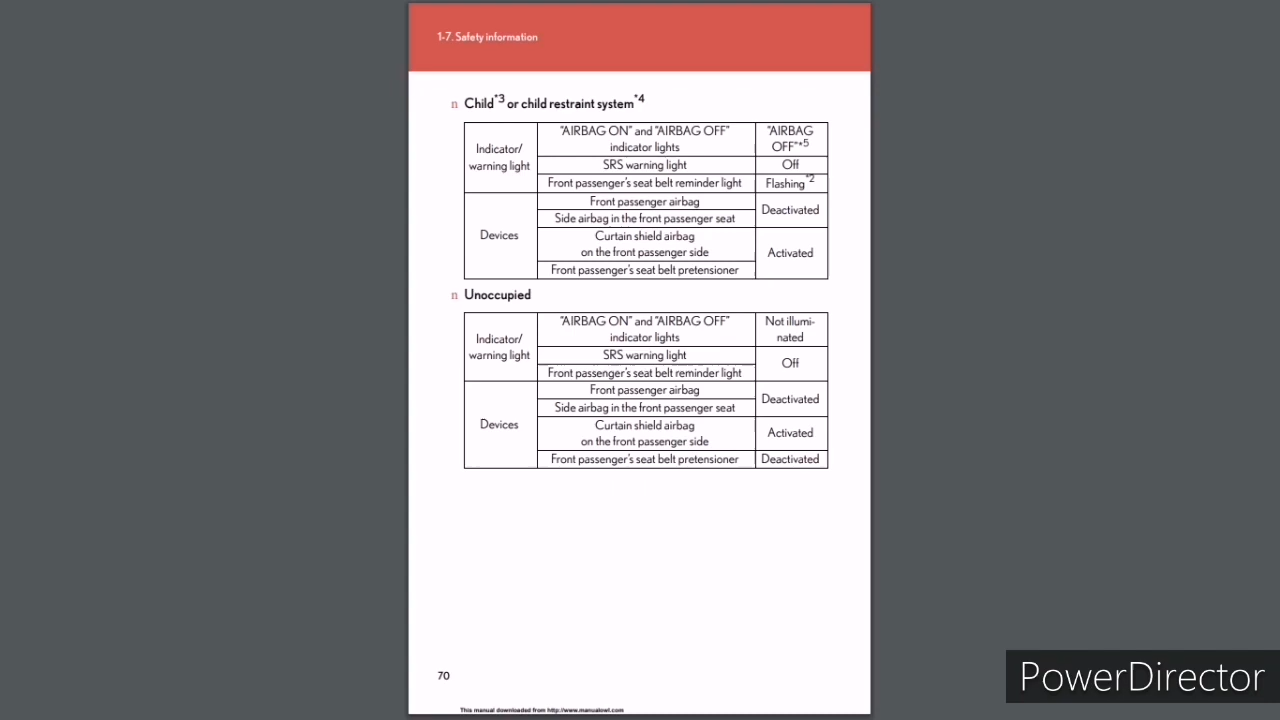 1-7. Safety information
n Child*3 or child restraint system*4
Indicator/
warning light
"AIRBAG ON" and "AIRBAG OFF"
indicator lights
"AIRBAG
OFF"*5
SRS warning light
Off
Front passenger's seat belt reminder light
Flashing*2
Devices
Front passenger airbag
Side airbag in the front passenger seat
Deactivated
Curtain shield airbag
on the front passenger side
Front passenger's seat belt pretensioner
Activated
n Unoccupied
Indicator/
warning light
"AIRBAG ON" and "AIRBAG OFF"
indicator lights
Not illumi-
nated
SRS warning light
Front passenger's seat belt reminder light
Off
Devices
Front passenger airbag
Side airbag in the front passenger seat
Deactivated
Curtain shield airbag
on the front passenger side
Activated
Front passenger's seat belt pretensioner
Deactivated
70
This manual downloaded from http://www.manualowl.com
PowerDirector